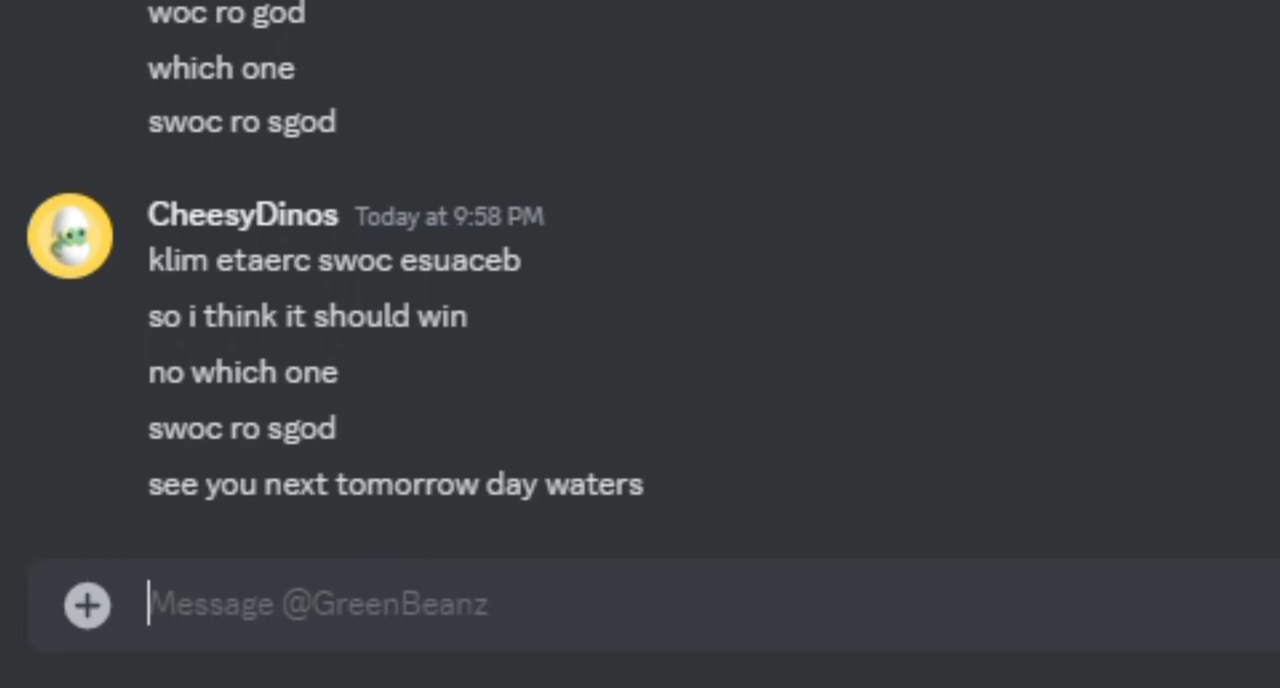 woc ro god
which one
swoc ro sgod
CheesyDinos Today at 9:58 PM
klim etaerc swoc esuaceb
so i think it should win
no which one
swoc ro sgod
see you next tomorrow day waters
Message @GreenBeanz